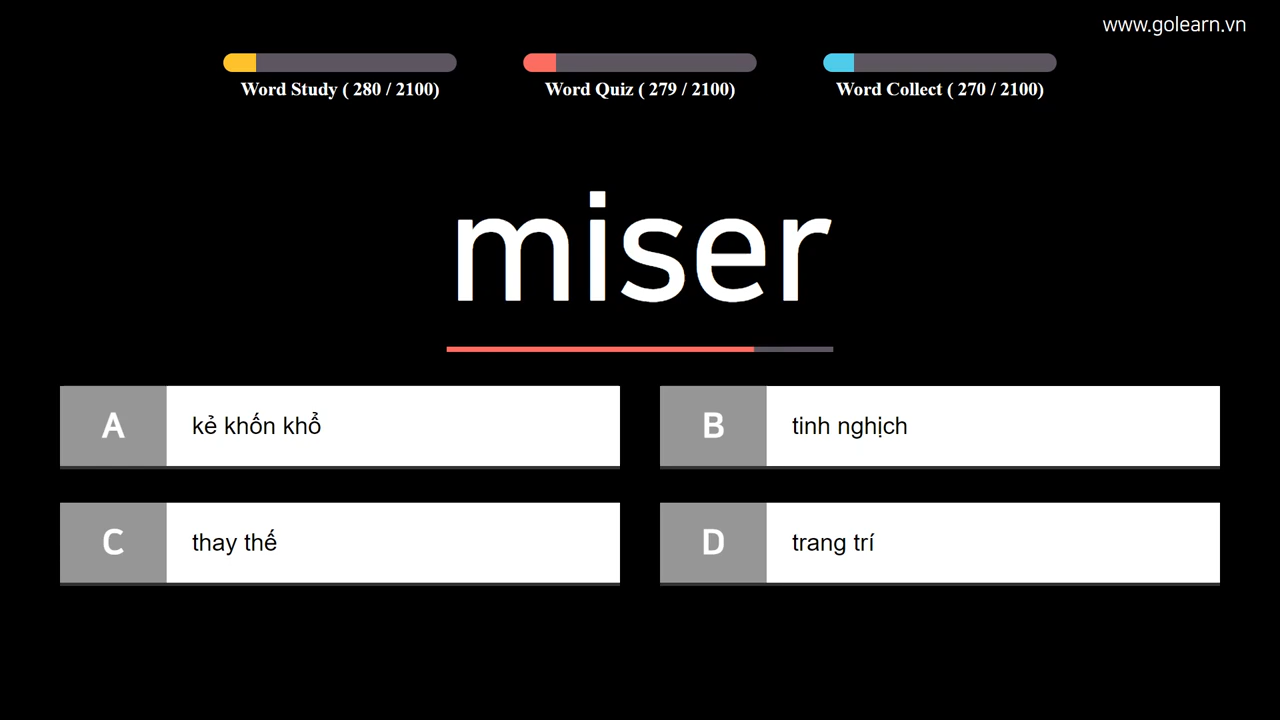 www.golearn.vn
Word Study ( 280 / 2100)
Word Quiz ( 279 / 2100)
Word Collect ( 270 / 2100)
miser
A
kẻ khốn khổ
B
tinh nghịch
C
thay thế
D
trang trí